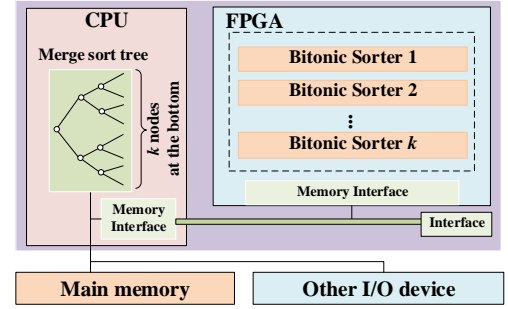 CPU
Merge sort tree
k nodes
at the bottom
Memory
Interface
FPGA
Bitonic Sorter 1
Bitonic Sorter 2
⋮
Bitonic Sorter k
Memory Interface
Interface
Main memory
Other I/O device